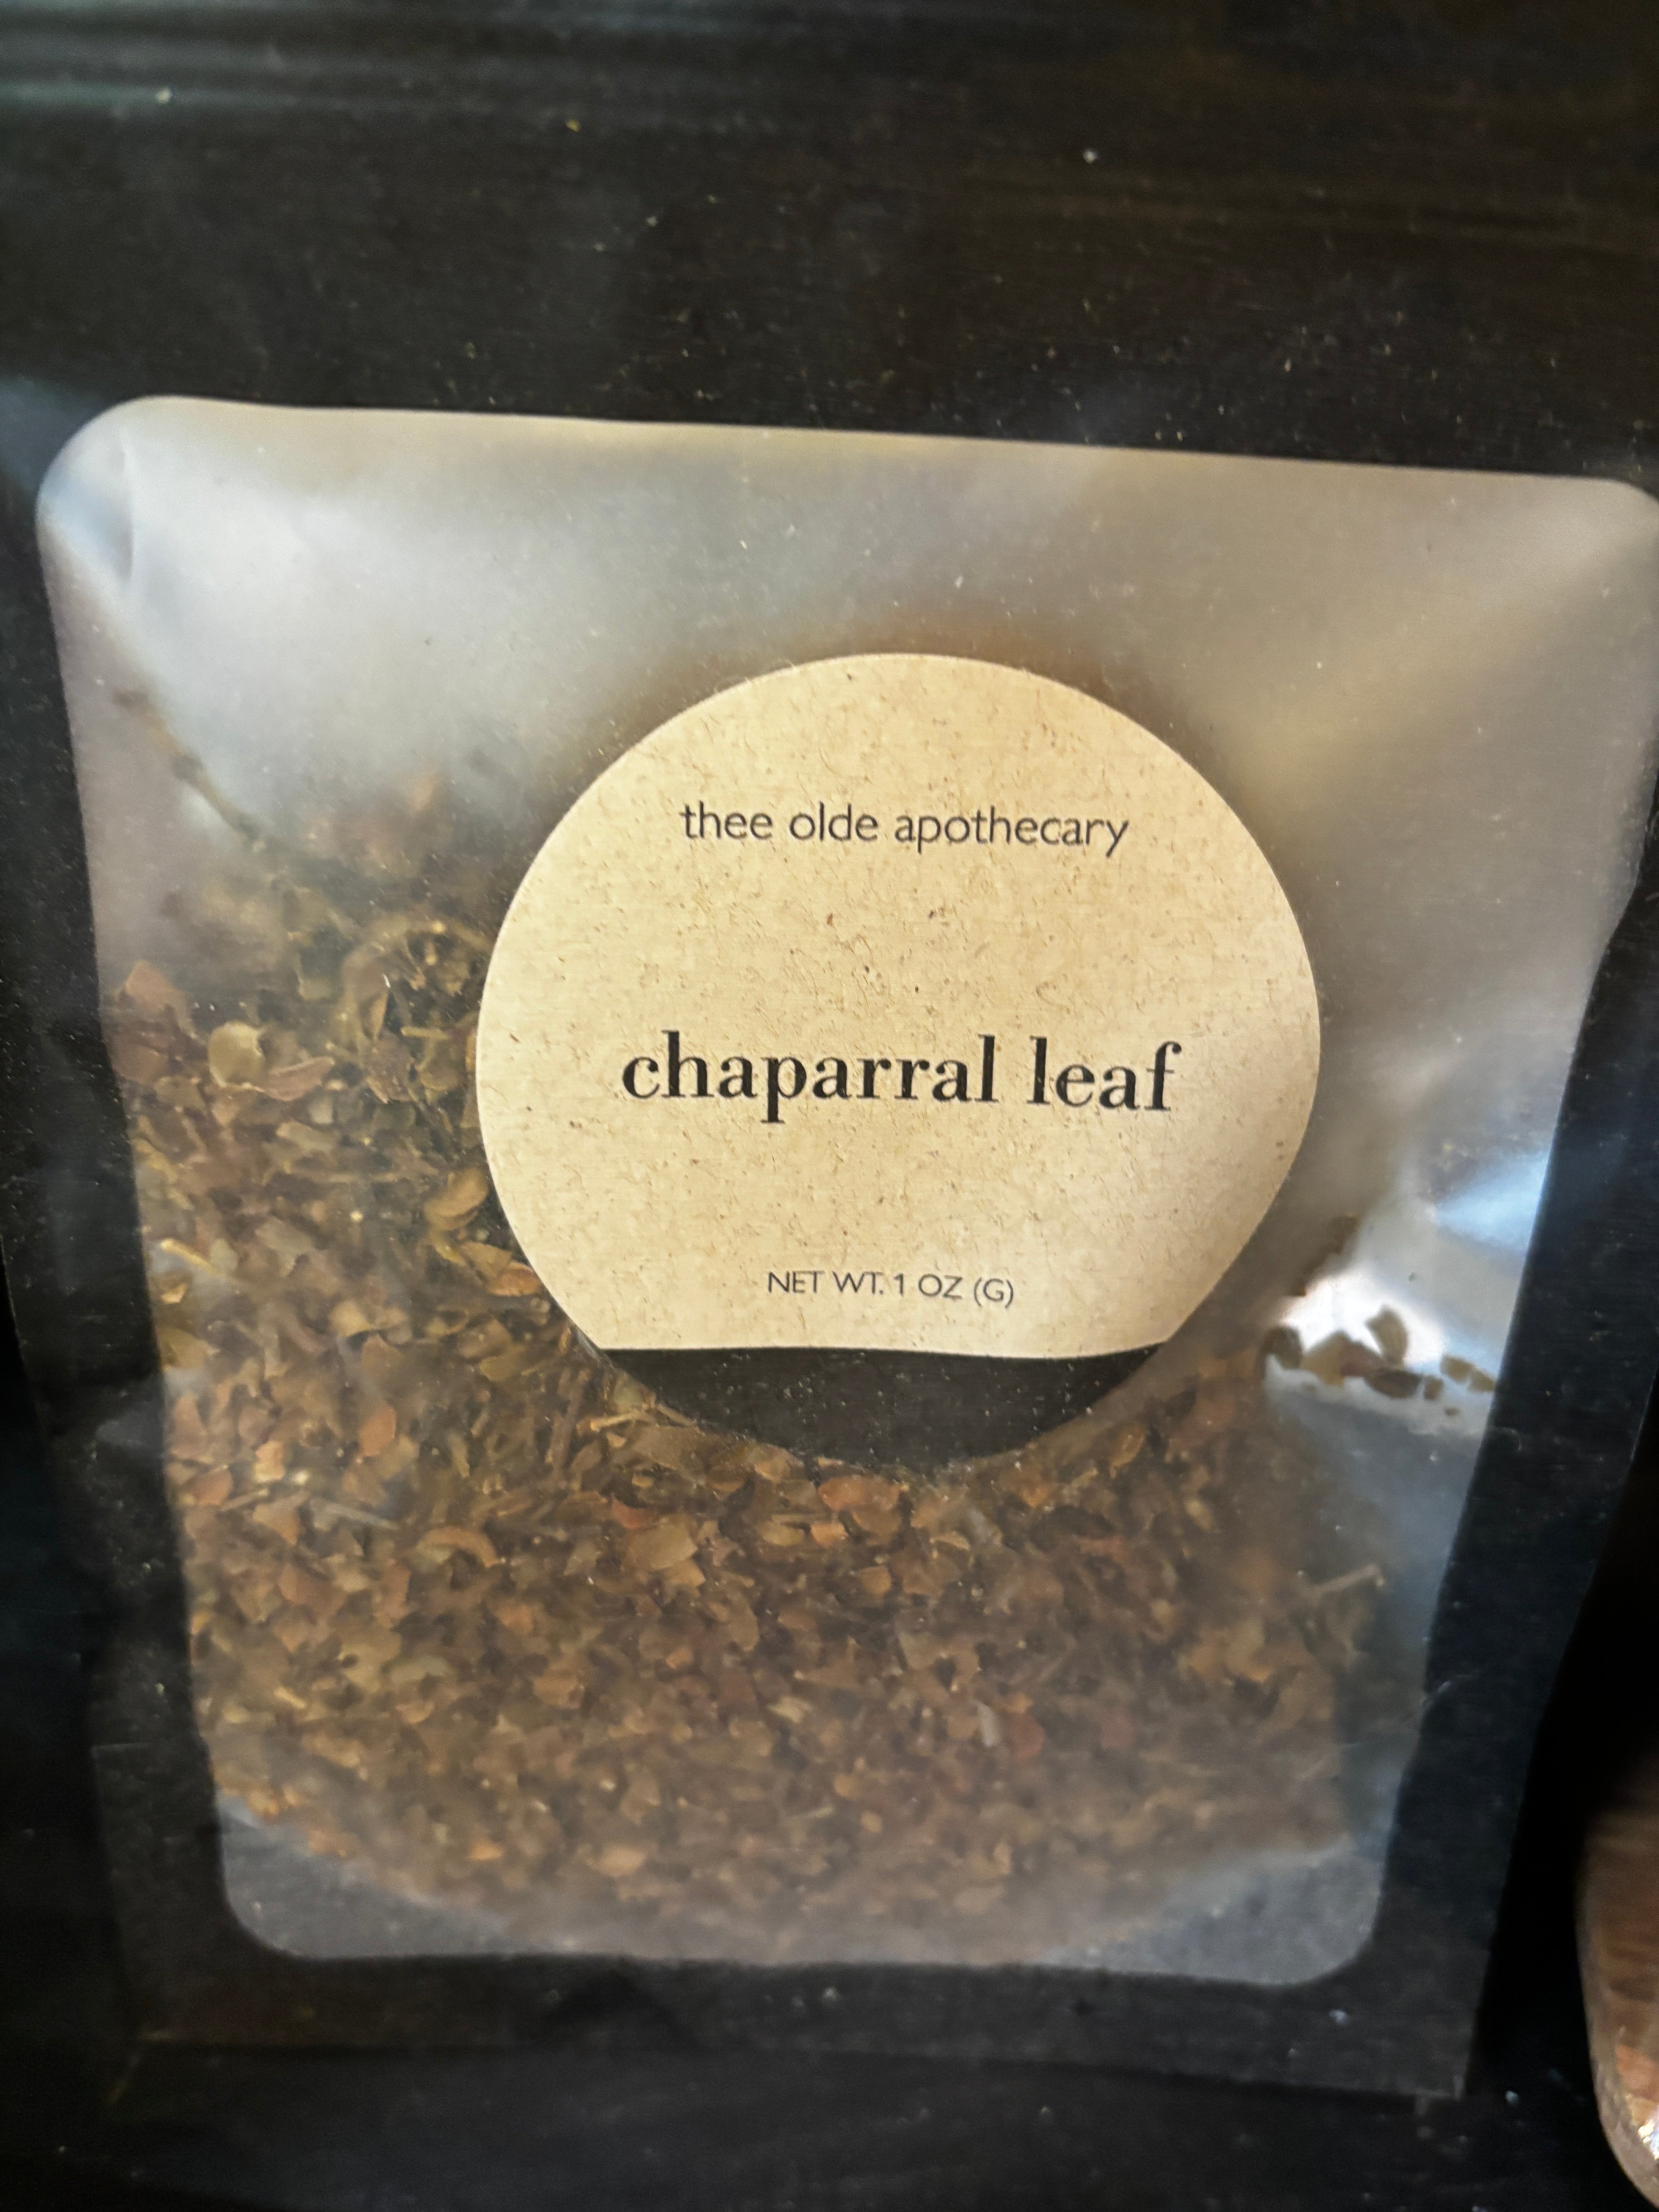 thee olde apothecary
chaparral leaf
NET WT. 1 OZ (G)